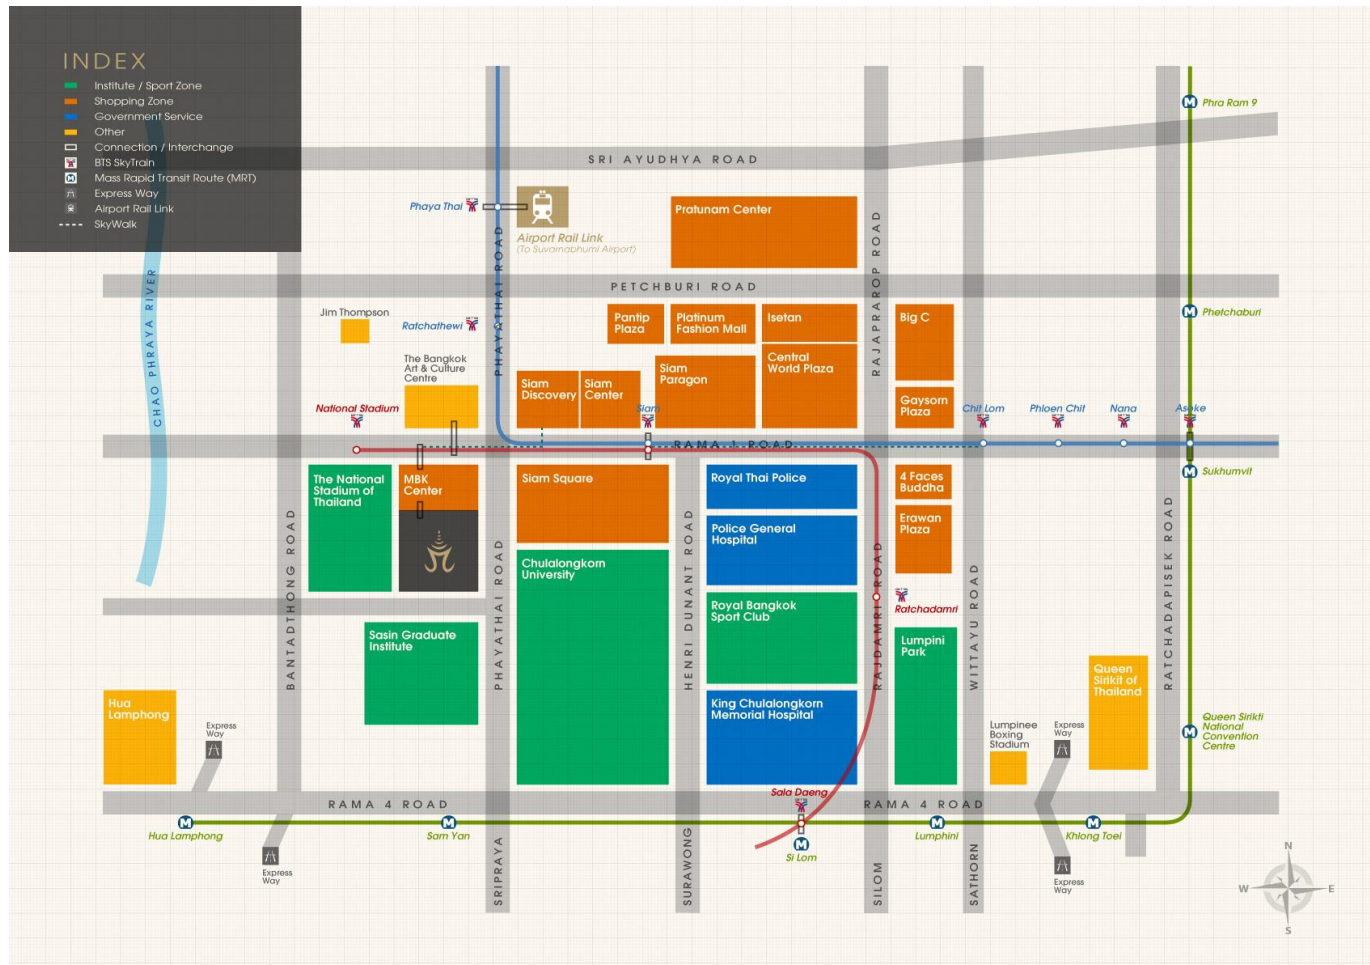 INDEX
Institute / Sport Zone
Shopping Zone
Government Service
Other
Connection / Interchange
BTS SkyTrain
Mass Rapid Transit Route (MRT)
Express Way
Airport Rail Link
SkyWalk
Phra Ram 9
SRI AYUDHYA ROAD
Phaya Thai
Airport Rail Link
(To Suvarnabhumi Airport)
Pratunam Center
RAJAPRAROP ROAD
PHAYATHAI ROAD
CHAO PHRAYA RIVER
PETCHBURI ROAD
Jim Thompson
Ratchathewi
Pantip
Plaza
Platinum
Fashion Mall
Isetan
Big C
Phetchaburi
The Bangkok
Art & Culture
Centre
Siam
Discovery
Siam
Center
Siam
Paragon
Central
World Plaza
Gaysorn
Plaza
National Stadium
Siam
Chit Lom
Phloen Chit
Nana
Asoke
RAMA 1 ROAD
The National
Stadium of
Thailand
MBK
Center
Siam Square
Royal Thai Police
4 Faces
Buddha
Sukhumvit
Police General
Hospital
Erawan
Plaza
BANTADTHONG ROAD
PHAYATHAI ROAD
HENRI DUNANT ROAD
RAJDAMRI ROAD
WITTAYU ROAD
RATCHADAPISEK ROAD
Chulalongkorn
University
Royal Bangkok
Sport Club
Ratchadamri
Sasin Graduate
Institute
Lumpini
Park
Queen
Sirikit of
Thailand
Hua
Lamphong
Express
Way
King Chulalongkorn
Memorial Hospital
Lumpinee
Boxing
Stadium
Express
Way
Queen Sirikti
National
Convention
Centre
Sala Daeng
RAMA 4 ROAD
RAMA 4 ROAD
Hua Lamphong
Sam Yan
Si Lom
Lumphini
Khlong Toei
Express
Way
SRIPRAYA
SURAWONG
SILOM
SATHORN
Express
Way
N
W
E
S